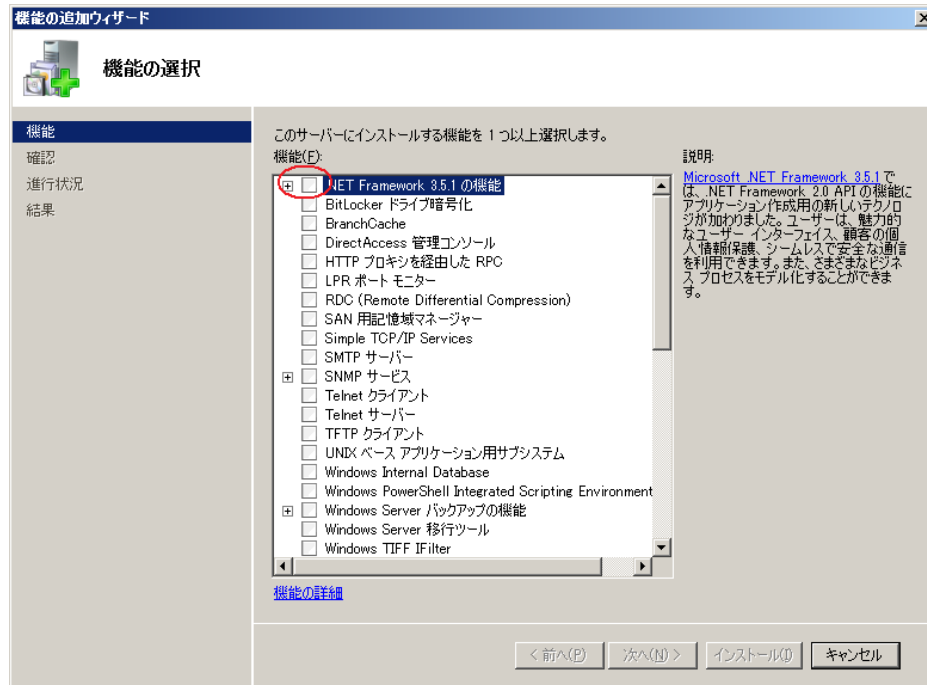 機能の追加ウィザード
機能の選択
機能
確認
進行状況
結果
このサーバーにインストールする機能を 1 つ以上選択します。
機能(F):
.NET Framework 3.5.1 の機能
BitLocker ドライブ暗号化
BranchCache
DirectAccess 管理コンソール
HTTP プロキシを経由した RPC
LPR ポート モニター
RDC (Remote Differential Compression)
SAN 用記憶域マネージャー
Simple TCP/IP Services
SMTP サーバー
SNMP サービス
Telnet クライアント
Telnet サーバー
TFTP クライアント
UNIX ベース アプリケーション用サブシステム
Windows Internal Database
Windows PowerShell Integrated Scripting Environment
Windows Server バックアップの機能
Windows Server 移行ツール
Windows TIFF IFilter
機能の詳細
説明:
Microsoft .NET Framework 3.5.1 で
は、.NET Framework 2.0 API の機能に
アプリケーション作成用の新しいテクノロ
ジが加わりました。ユーザーは、魅力的
なユーザー インターフェイス、顧客の個
人情報保護、シームレスで安全な通信
を利用できます。また、さまざまなビジネ
ス プロセスをモデル化することができま
す。
< 前へ(P)
次へ(N) >
インストール(I)
キャンセル